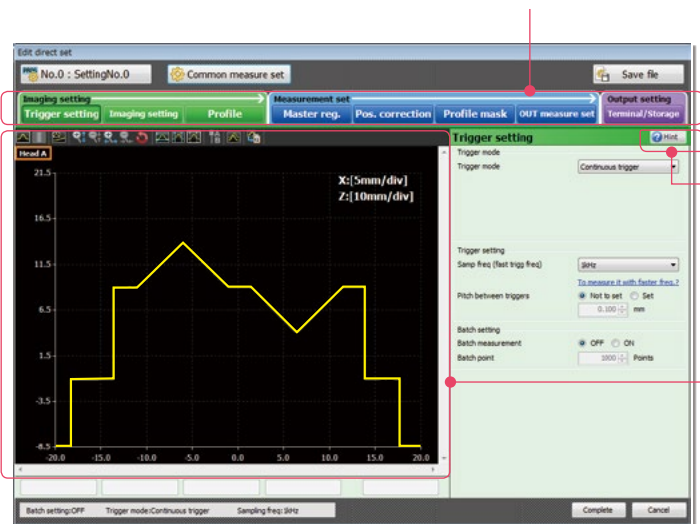 Edit direct set
No.0 : SettingNo.0
Common measure set
Save file
Imaging setting
Measurement set
Output setting
Trigger setting
Imaging setting
Profile
Master reg.
Pos. correction
Profile mask
OUT measure set
Terminal/Storage
Head A
X:[5mm/div]
Z:[10mm/div]
21.5
16.5
11.5
6.5
1.5
-3.5
-8.5
-20.0 -15.0 -10.0 -5.0 0.0 5.0 10.0 15.0 20.0
Trigger setting
Hint
Trigger mode
Trigger mode
Continuous trigger
Trigger setting
Samp freq (fast trigg freq)
1kHz
To measure it with faster freq.?
Pitch between triggers
Not to set
Set
0.100 mm
Batch setting
Batch measurement
OFF
ON
Batch point
1000 Points
Batch setting:OFF
Trigger mode:Continuous trigger
Sampling freq: 1kHz
Complete
Cancel